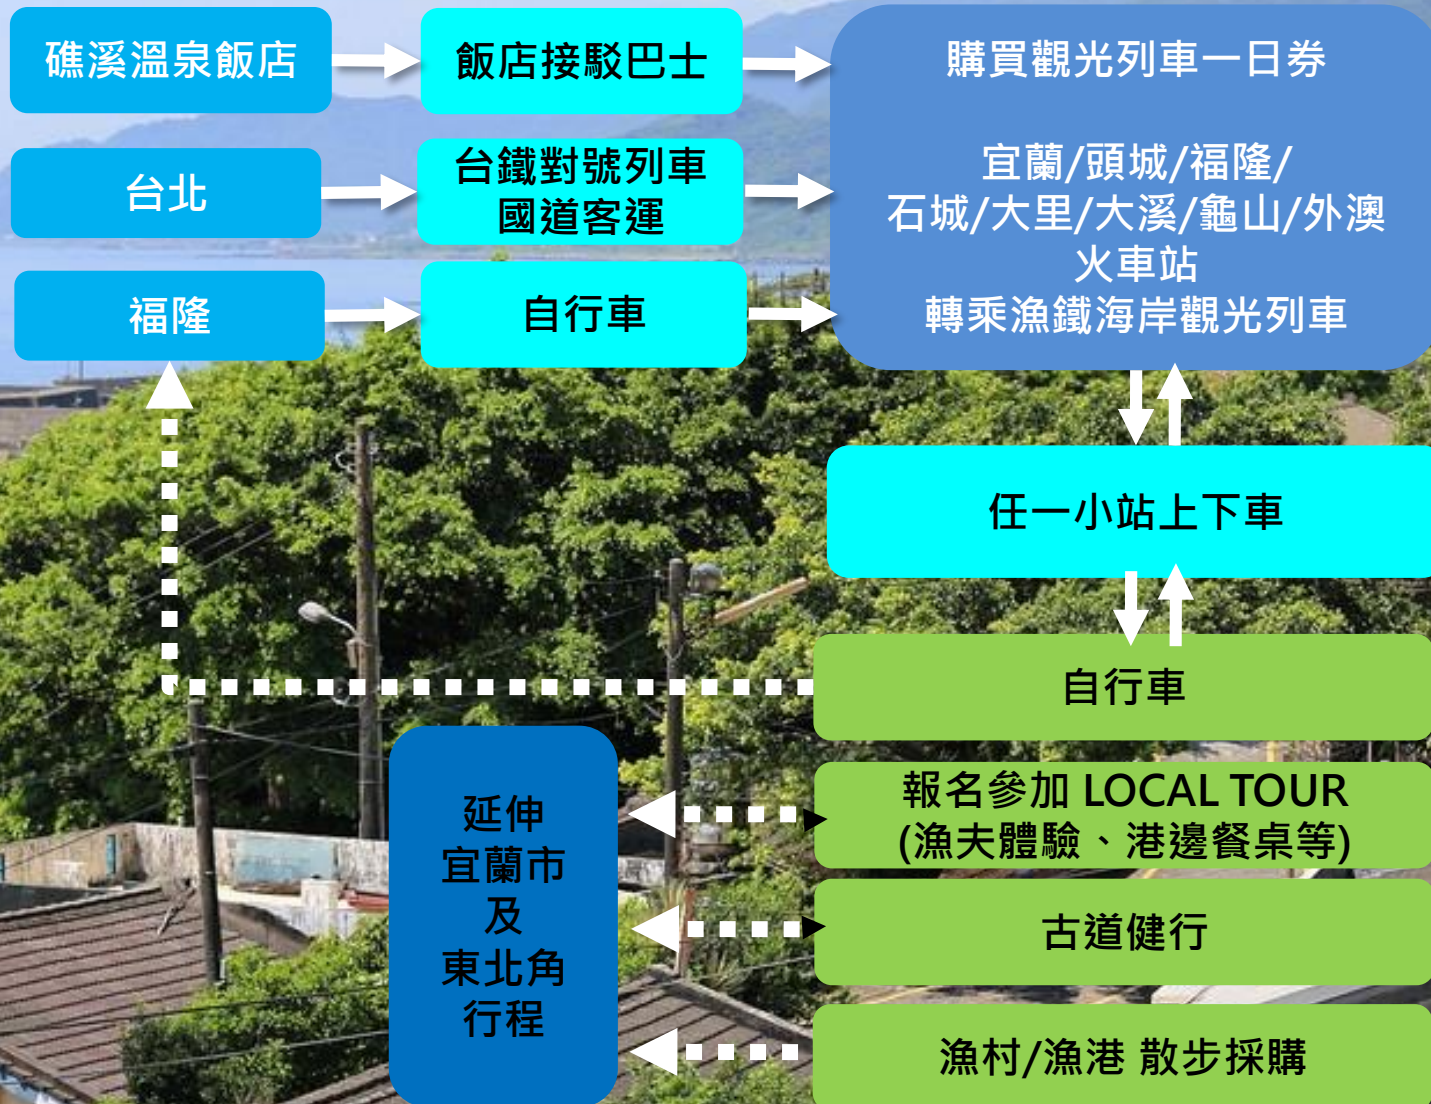 礁溪溫泉飯店
飯店接駁巴士
購買觀光列車一日券
台北
台鐵對號列車
國道客運
宜蘭/頭城/福隆/
石城/大里/大溪/龜山/外澳
火車站
轉乘漁鐵海岸觀光列車
福隆
自行車
任一小站上下車
自行車
報名參加 LOCAL TOUR
(漁夫體驗、港邊餐桌等)
古道健行
漁村/漁港 散步採購
延伸
宜蘭市
及
東北角
行程